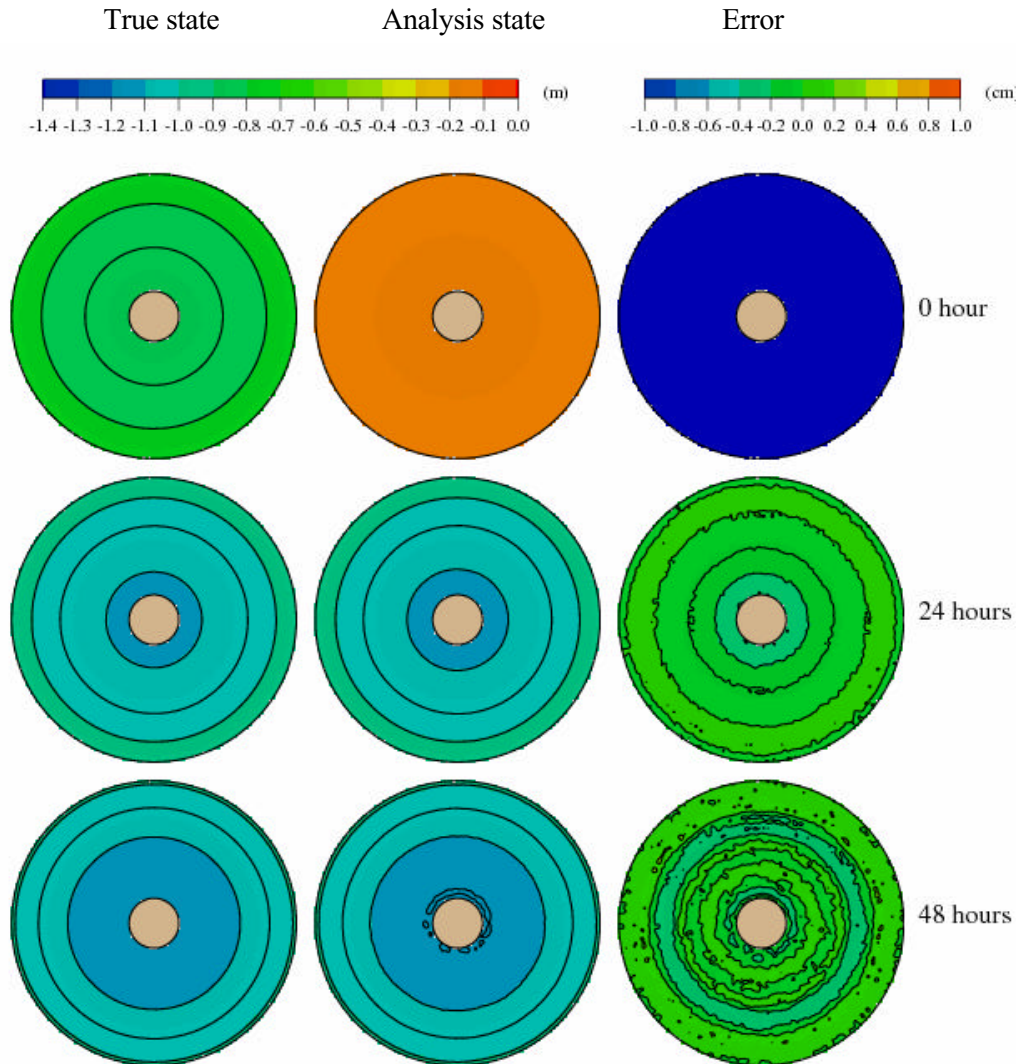 True state Analysis state Error
(m) (cm)
-1.4 -1.3 -1.2 -1.1 -1.0 -0.9 -0.8 -0.7 -0.6 -0.5 -0.4 -0.3 -0.2 -0.1 0.0 -1.0 -0.8 -0.6 -0.4 -0.2 0.0 0.2 0.4 0.6 0.8 1.0
0 hour
24 hours
48 hours